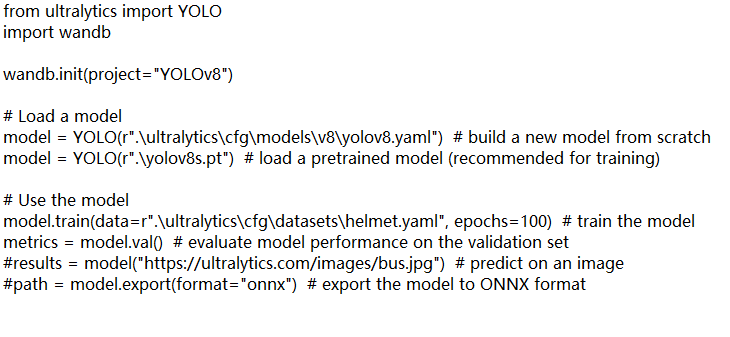 from ultralytics import YOLO
import wandb
wandb.init(project="YOLOv8")
# Load a model
model = YOLO(r".\ultralytics\cfg\models\v8\yolov8.yaml")  # build a new model from scratch
model = YOLO(r".\yolov8s.pt")  # load a pretrained model (recommended for training)
# Use the model
model.train(data=r".\ultralytics\cfg\datasets\helmet.yaml", epochs=100)  # train the model
metrics = model.val()  # evaluate model performance on the validation set
#results = model("https://ultralytics.com/images/bus.jpg")  # predict on an image
#path = model.export(format="onnx")  # export the model to ONNX format